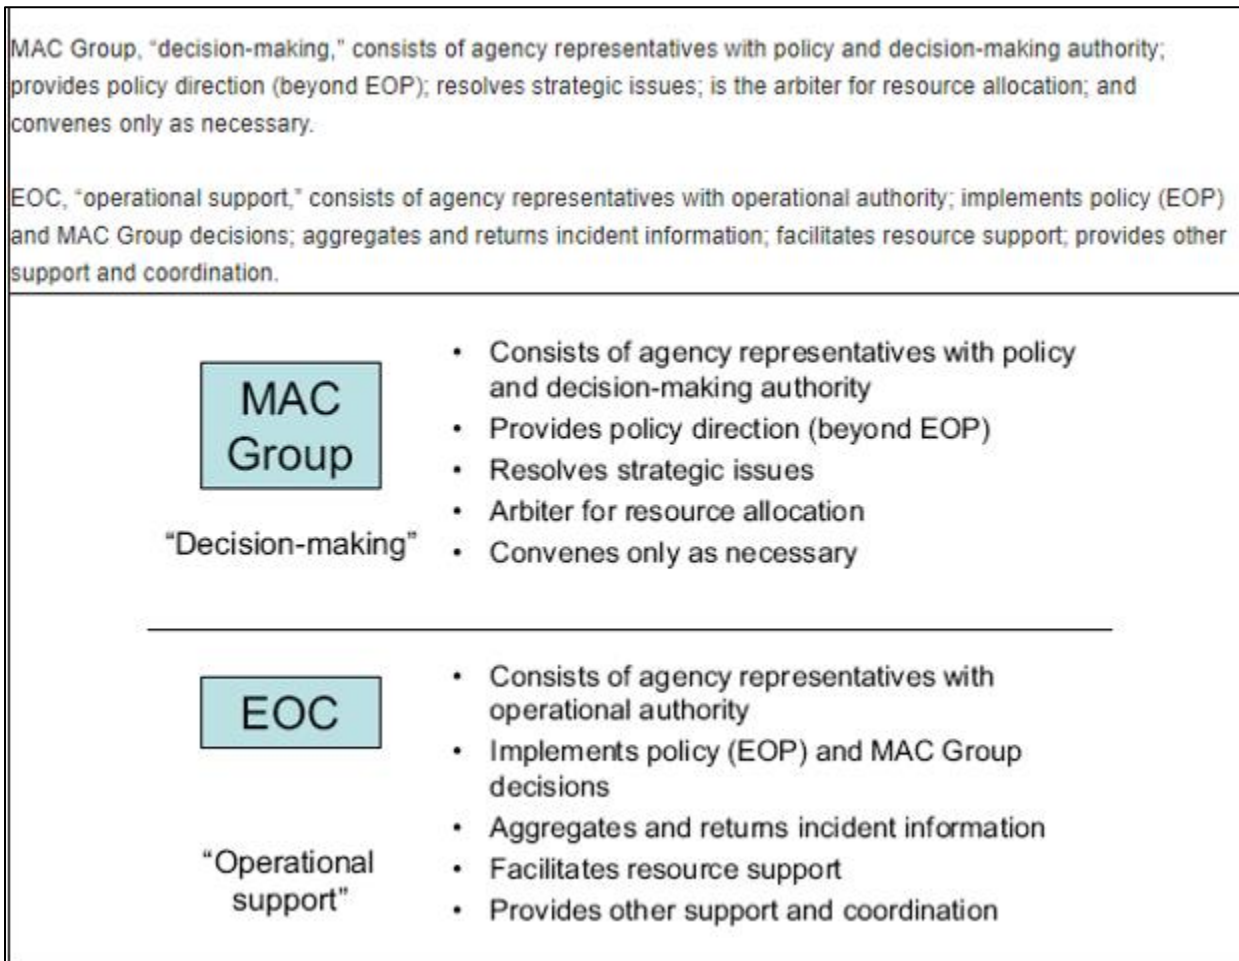 MAC Group, “decision-making,” consists of agency representatives with policy and decision-making authority;
provides policy direction (beyond EOP); resolves strategic issues; is the arbiter for resource allocation; and
convenes only as necessary.
EOC, “operational support,” consists of agency representatives with operational authority; implements policy (EOP)
and MAC Group decisions; aggregates and returns incident information; facilitates resource support; provides other
support and coordination.
MAC
Group
“Decision-making”
• Consists of agency representatives with policy
and decision-making authority
• Provides policy direction (beyond EOP)
• Resolves strategic issues
• Arbiter for resource allocation
• Convenes only as necessary
EOC
“Operational
support”
• Consists of agency representatives with
operational authority
• Implements policy (EOP) and MAC Group
decisions
• Aggregates and returns incident information
• Facilitates resource support
• Provides other support and coordination